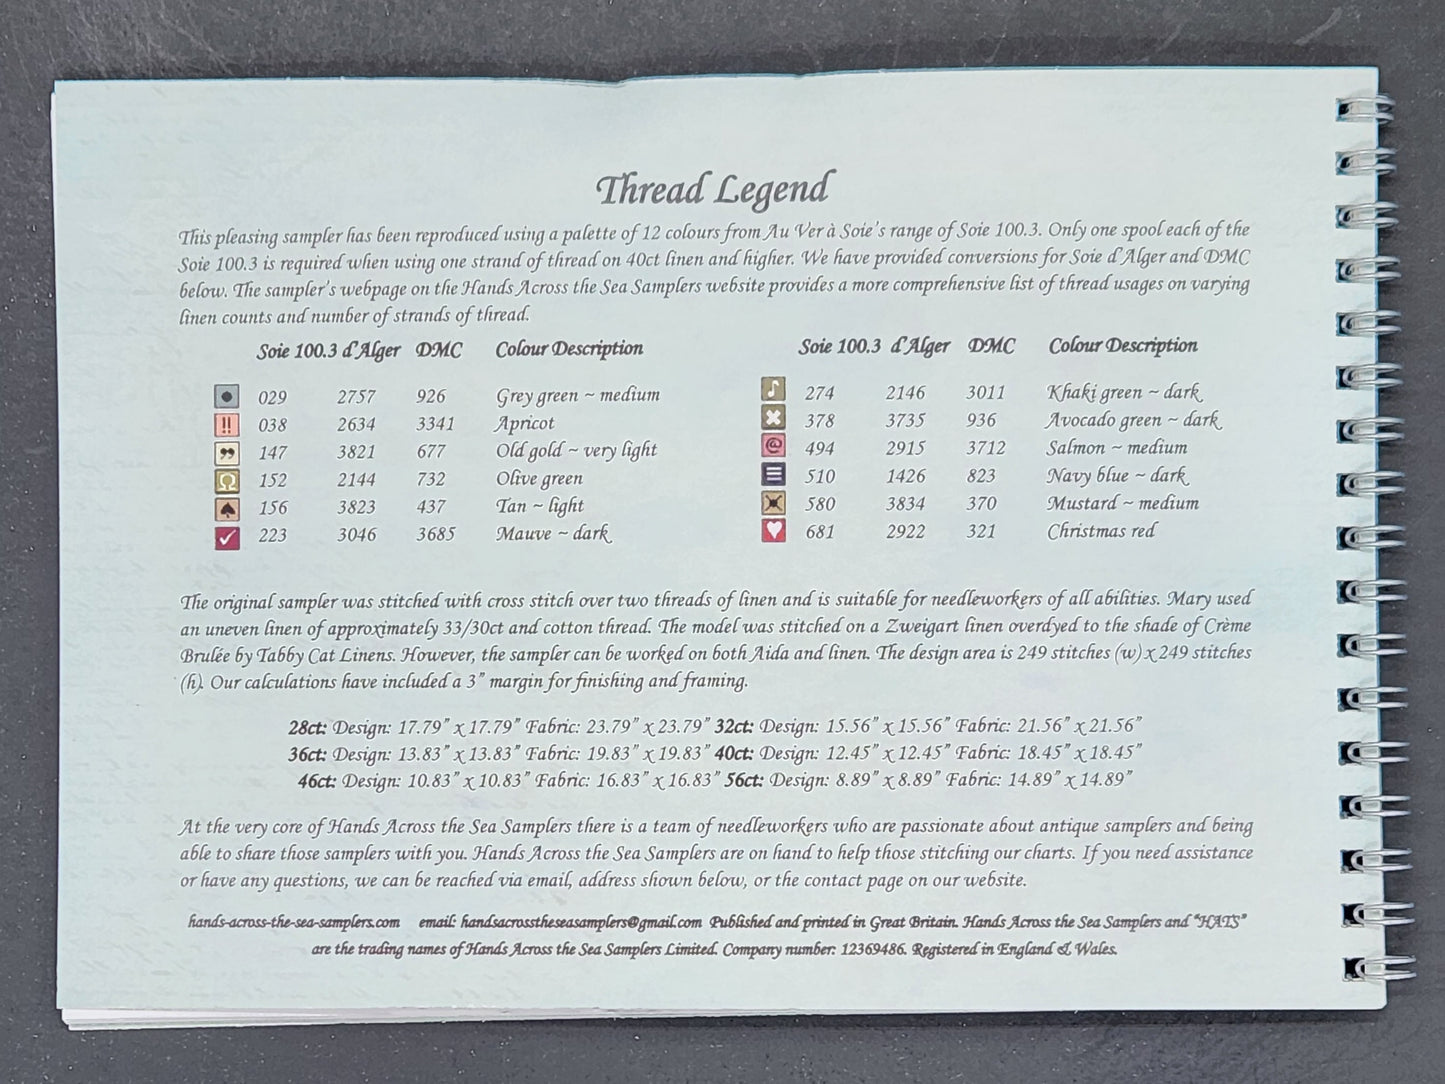 Thread Legend
This pleasing sampler has been reproduced using a palette of 12 colours from Au Ver à Soie's range of Soie 100.3. Only one spool each of the
Soie 100.3 is required when using one strand of thread on 40ct linen and higher. We have provided conversions for Soie d'Alger and DMC
below. The sampler's webpage on the Hands Across the Sea Samplers website provides a more comprehensive list of thread usages on varying
linen counts and number of strands of thread.
Soie 100.3 d'Alger DMC Colour Description
029 2757 926 Grey green ~ medium
038 2634 3341 Apricot
147 3821 677 Old gold ~ very light
152 2144 732 Olive green
156 3823 437 Tan ~ light
223 3046 3685 Mauve ~ dark
Soie 100.3 d'Alger DMC Colour Description
274 2146 3011 Khaki green ~ dark
378 3735 936 Avocado green ~ dark
494 2915 3712 Salmon ~ medium
510 1426 823 Navy blue ~ dark
580 3834 370 Mustard ~ medium
681 2922 321 Christmas red
The original sampler was stitched with cross stitch over two threads of linen and is suitable for needleworkers of all abilities. Mary used
an uneven linen of approximately 33/30ct and cotton thread. The model was stitched on a Zweigart linen overdyed to the shade of Crème
Brulée by Tabby Cat Linens. However, the sampler can be worked on both Aida and linen. The design area is 249 stitches (w) x 249 stitches
(h). Our calculations have included a 3" margin for finishing and framing.
28ct: Design: 17.79" x 17.79" Fabric: 23.79" x 23.79" 32ct: Design: 15.56" x 15.56" Fabric: 21.56" x 21.56"
36ct: Design: 13.83" x 13.83" Fabric: 19.83" x 19.83" 40ct: Design: 12.45" x 12.45" Fabric: 18.45" x 18.45"
46ct: Design: 10.83" x 10.83" Fabric: 16.83" x 16.83" 56ct: Design: 8.89" x 8.89" Fabric: 14.89" x 14.89"
At the very core of Hands Across the Sea Samplers there is a team of needleworkers who are passionate about antique samplers and being
able to share those samplers with you. Hands Across the Sea Samplers are on hand to help those stitching our charts. If you need assistance
or have any questions, we can be reached via email, address shown below, or the contact page on our website.
hands-across-the-sea-samplers.com email: handsacrosstheseasamplers@gmail.com Published and printed in Great Britain. Hands Across the Sea Samplers and "HATS"
are the trading names of Hands Across the Sea Samplers Limited. Company number: 12369486. Registered in England & Wales.